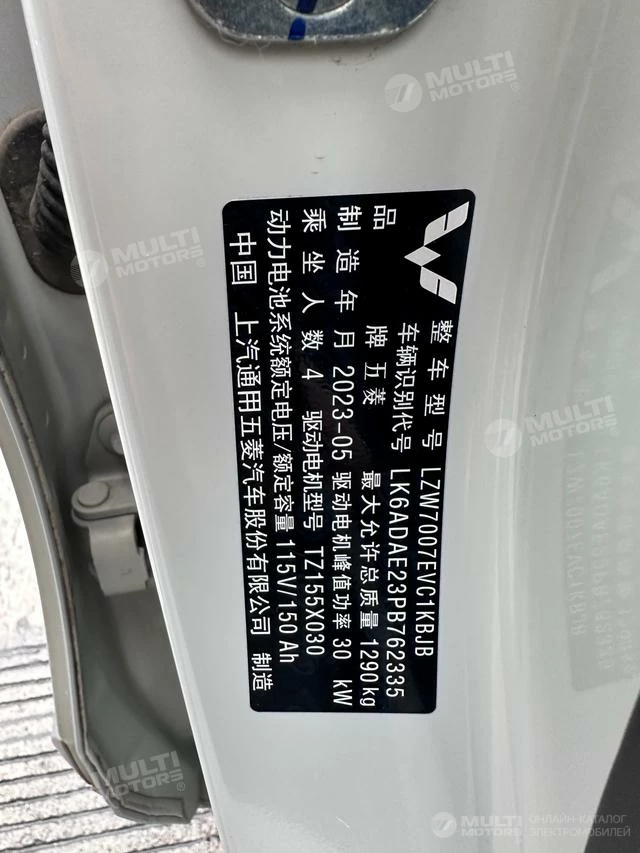 整车型号 LZW7007EVC1KBJB
车辆识别代号 LK6ADAE23PB762335
品牌 五菱 最大允许总质量 1290kg
制造年月 2023-05 驱动电机峰值功率 30 kW
乘坐人数 4 驱动电机型号 TZ155X030
动力电池系统额定电压/额定容量 115V/150 Ah
中国 上汽通用五菱汽车股份有限公司 制造
MULTI
MOTORS
MULTI
MOTORS
MULTI
MOTORS
MULTI
MOTORS
MULTI
MOTORS
ОНЛАЙН-КАТАЛОГ
ЭЛЕКТРОМОБИЛЕЙ